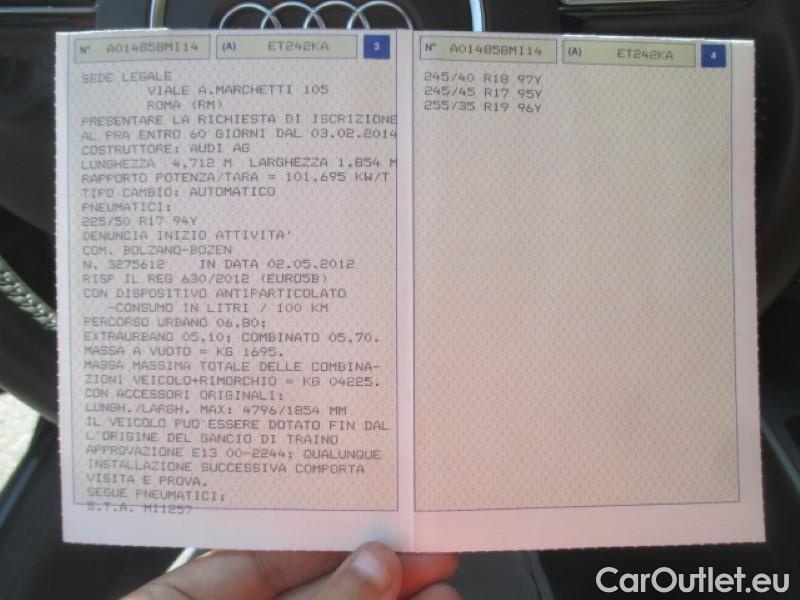 N° A01485BMI14 (A) ET242KA 3
SEDE LEGALE
VIALE A.MARCHETTI 105
ROMA (RM)
PRESENTARE LA RICHIESTA DI ISCRIZIONE
AL PRA ENTRO 60 GIORNI DAL 03.02.2014
COSTRUTTORE: AUDI AG
LUNGHEZZA 4,712 M LARGHEZZA 1,854 M
RAPPORTO POTENZA/TARA = 101,695 KW/T
TIPO CAMBIO: AUTOMATICO
PNEUMATICI:
225/50 R17 94Y
DENUNCIA INIZIO ATTIVITA'
COM. BOLZANO-BOZEN
N. 3275612 IN DATA 02.05.2012
RISP IL REG 630/2012 (EURO5B)
CON DISPOSITIVO ANTIPARTICOLATO
-CONSUMO IN LITRI / 100 KM
PERCORSO URBANO 06,80;
EXTRAURBANO 05,10; COMBINATO 05,70.
MASSA A VUOTO = KG 1695.
MASSA MASSIMA TOTALE DELLE COMBINA-
ZIONI VEICOLO+RIMORCHIO = KG 04225.
CON ACCESSORI ORIGINALI:
LUNGH./LARGH. MAX: 4796/1854 MM
IL VEICOLO PUO'ESSERE DOTATO FIN DAL
L'ORIGINE DEL GANCIO DI TRAINO
APPROVAZIONE E13 00-2244; QUALUNQUE
INSTALLAZIONE SUCCESSIVA COMPORTA
VISITA E PROVA.
SEGUE PNEUMATICI:
S.T.A. MI1257
N° A01485BMI14 (A) ET242KA 4
245/40 R18 97Y
245/45 R17 95Y
255/35 R19 96Y
CarOutlet.eu